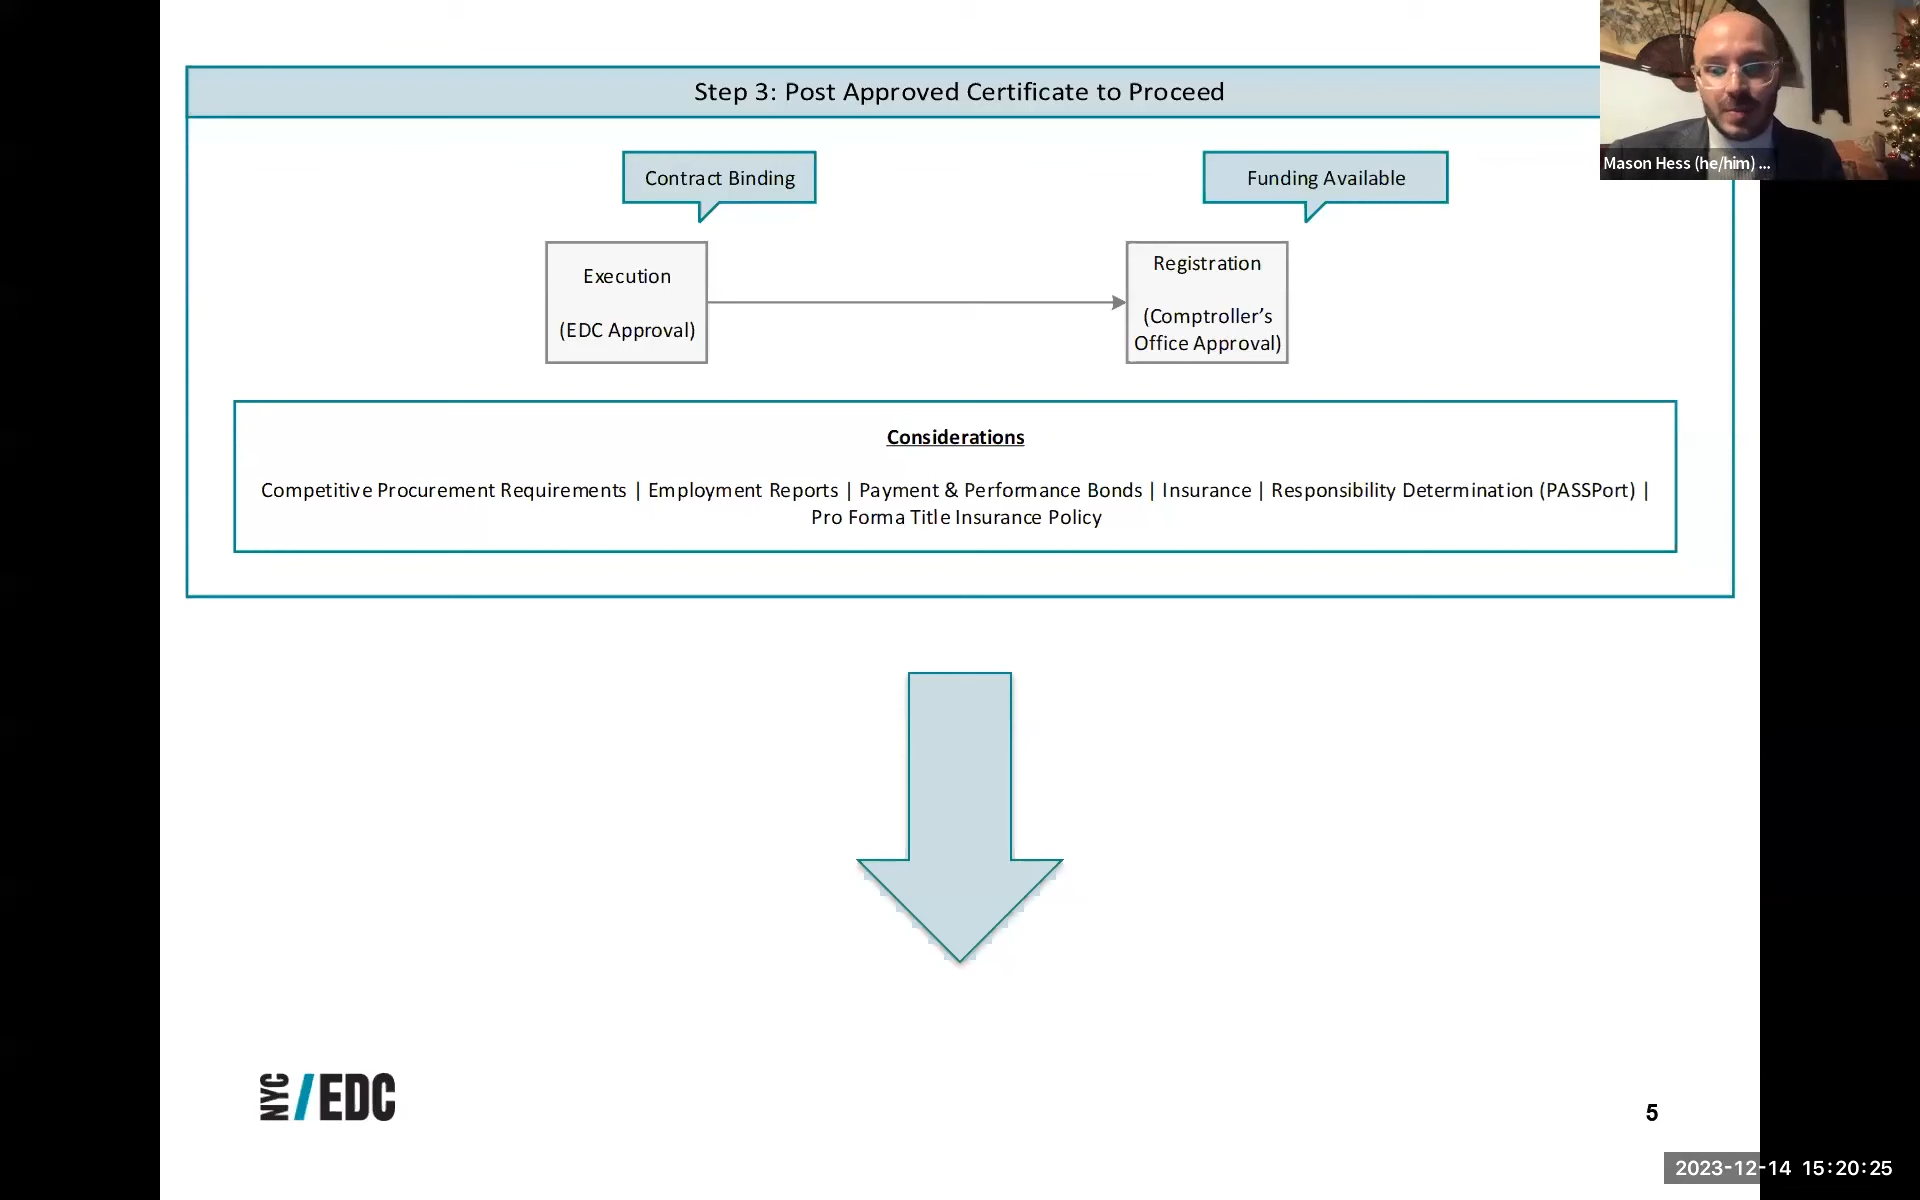 Step 3: Post Approved Certificate to Proceed
Mason Hess (he/him) ...
Contract Binding
Funding Available
Execution
(EDC Approval)
Registration
(Comptroller’s
Office Approval)
Considerations
Competitive Procurement Requirements | Employment Reports | Payment & Performance Bonds | Insurance | Responsibility Determination (PASSPort) |
Pro Forma Title Insurance Policy
NYC/EDC
5
2023-12-14 15:20:25